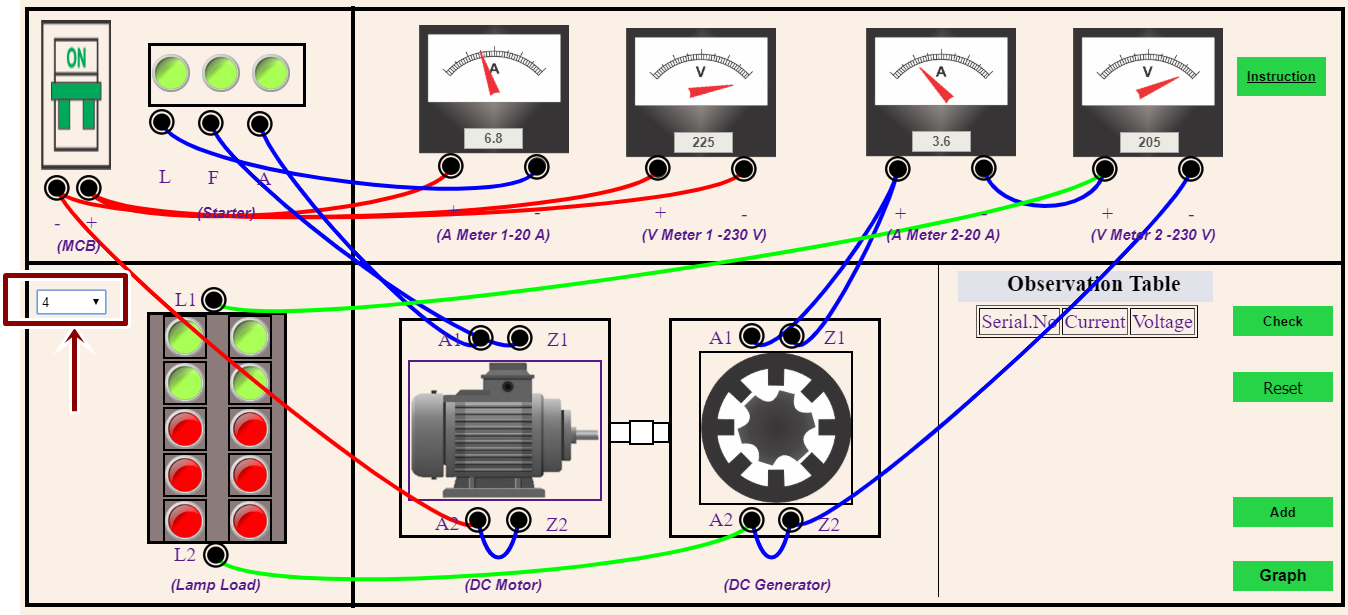 ON
L F A
- +
(Starter)
(MCB)
A
6.8
+ -
(A Meter 1-20 A)
V
225
+ -
(V Meter 1 -230 V)
A
3.6
+ -
(A Meter 2-20 A)
V
205
+ -
(V Meter 2 -230 V)
Instruction
4
L1
L2
(Lamp Load)
A1 Z1
A2 Z2
(DC Motor)
A1 Z1
A2 Z2
(DC Generator)
Observation Table
Serial.No Current Voltage
Check
Reset
Add
Graph